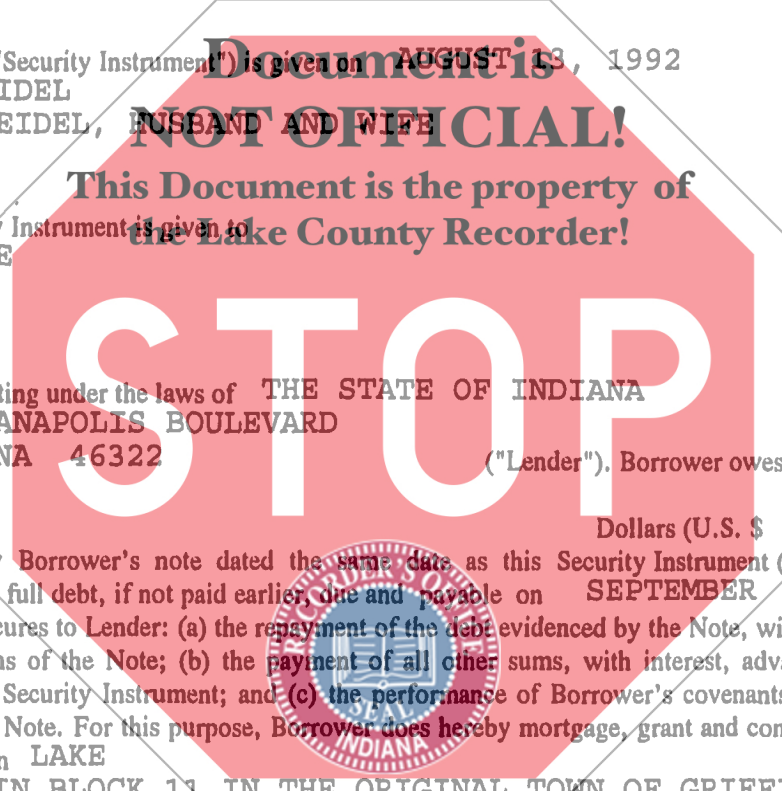 "Security Instrument") is given on AUGUST 13, 1992
Document is
IDEL
EIDEL, HUSBAND AND WIFE
NOT OFFICIAL!
This Document is the property of
Instrument is given to
the Lake County Recorder!
E
STOP
ting under the laws of THE STATE OF INDIANA
ANAPOLIS BOULEVARD
NA 46322 ("Lender"). Borrower owes
Dollars (U.S. $
Borrower's note dated the same date as this Security Instrument (
full debt, if not paid earlier, due and payable on SEPTEMBER
cures to Lender: (a) the repayment of the debt evidenced by the Note, wi
ns of the Note; (b) the payment of all other sums, with interest, adva
Security Instrument; and (c) the performance of Borrower's covenants
Note. For this purpose, Borrower does hereby mortgage, grant and con
n LAKE
IN BLOCK 11 IN THE ORIGINAL TOWN OF GRIFF
RECORDER'S OFFICE
SEAL
INDIANA